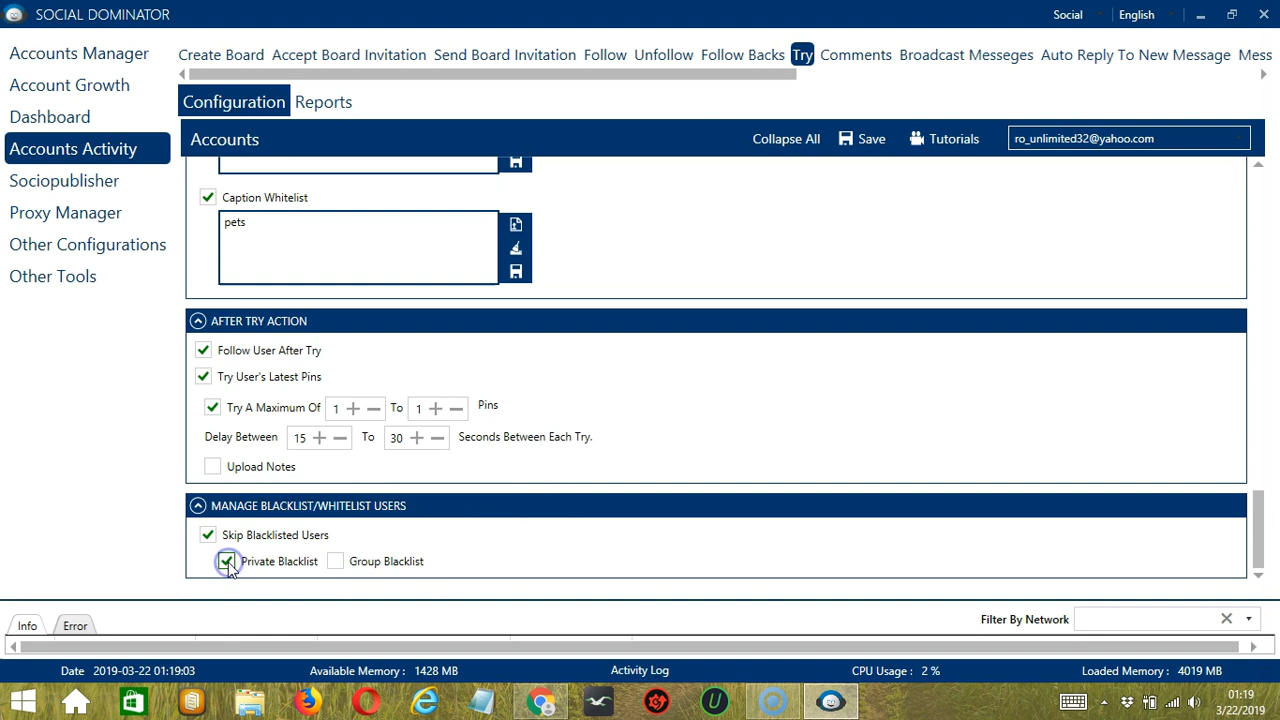 SOCIAL DOMINATOR
Social
English
Accounts Manager
Account Growth
Dashboard
Accounts Activity
Sociopublisher
Proxy Manager
Other Configurations
Other Tools
Create Board Accept Board Invitation Send Board Invitation Follow Unfollow Follow Backs Try Comments Broadcast Messeges Auto Reply To New Message Mess
Configuration Reports
Accounts
Collapse All Save Tutorials ro_unlimited32@yahoo.com
Caption Whitelist
pets
AFTER TRY ACTION
Follow User After Try
Try User's Latest Pins
Try A Maximum Of 1 To 1 Pins
Delay Between 15 To 30 Seconds Between Each Try.
Upload Notes
MANAGE BLACKLIST/WHITELIST USERS
Skip Blacklisted Users
Private Blacklist Group Blacklist
Info Error Filter By Network
Date 2019-03-22 01:19:03 Available Memory : 1428 MB Activity Log CPU Usage : 2 % Loaded Memory : 4019 MB
01:19
3/22/2019